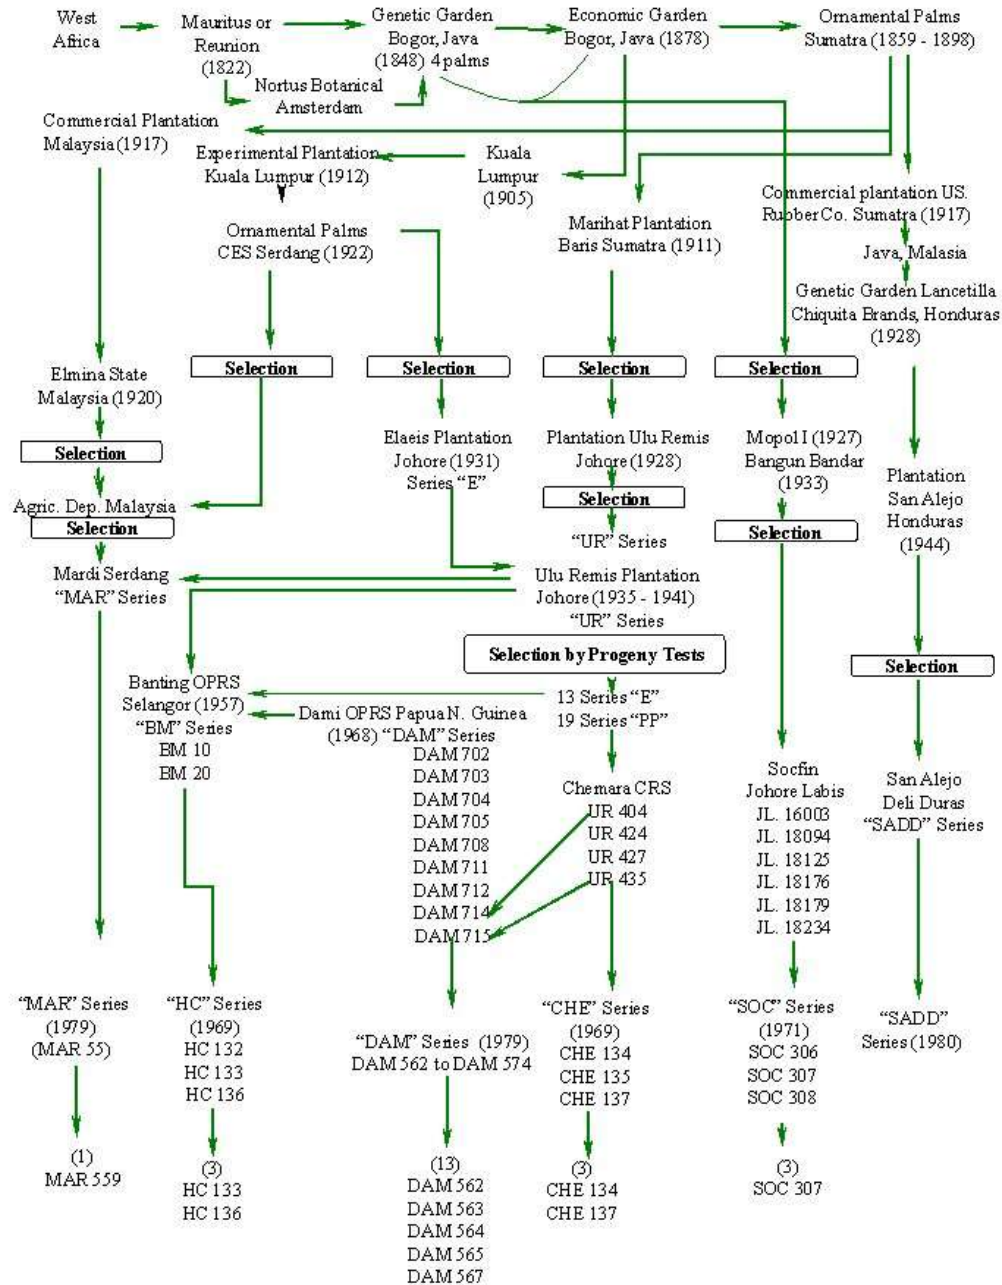 West
Africa
Mauritus or
Reunion
(1822)
Genetic Garden
Bogor, Java
(1848) 4 palms
Economic Garden
Bogor, Java (1878)
Ornamental Palms
Sumatra (1859 - 1898)
Nortus Botanical
Amsterdam
Commercial Plantation
Malaysia (1917)
Experimental Plantation
Kuala Lumpur (1912)
Kuala
Lumpur
(1905)
Commercial plantation US.
Rubber Co. Sumatra (1917)
Ornamental Palms
CES Serdang (1922)
Marihat Plantation
Baris Sumatra (1911)
Java, Malasia
Genetic Garden Lancetilla
Chiquita Brands, Honduras
(1928)
Selection
Selection
Selection
Selection
Elmina State
Malaysia (1920)
Selection
Elaeis Plantation
Johore (1931)
Series “E”
Plantation Ulu Remis
Johore (1928)
Selection
“UR” Series
Mopol I (1927)
Bangun Bandar
(1933)
Selection
Plantation
San Alejo
Honduras
(1944)
Agric. Dep. Malaysia
Selection
Mardi Serdang
“MAR” Series
Ulu Remis Plantation
Johore (1935 - 1941)
“UR” Series
Selection by Progeny Tests
Selection
Banting OPRS
Selangor (1957)
“BM” Series
BM 10
BM 20
13 Series “E”
19 Series “PP”
Dami OPRS Papua N. Guinea
(1968) “DAM” Series
DAM 702
DAM 703
DAM 704
DAM 705
DAM 708
DAM 711
DAM 712
DAM 714
DAM 715
Chemara CRS
UR 404
UR 424
UR 427
UR 435
Socfin
Johore Labis
JL. 16003
JL. 18094
JL. 18125
JL. 18176
JL. 18179
JL. 18234
San Alejo
Deli Duras
“SADD” Series
“MAR” Series
(1979)
(MAR 55)
“HC” Series
(1969)
HC 132
HC 133
HC 136
“DAM” Series (1979)
DAM 562 to DAM 574
“CHE” Series
(1969)
CHE 134
CHE 135
CHE 137
“SOC” Series
(1971)
SOC 306
SOC 307
SOC 308
“SADD”
Series (1980)
(1)
MAR 559
(3)
HC 133
HC 136
(13)
DAM 562
DAM 563
DAM 564
DAM 565
DAM 567
(3)
CHE 134
CHE 137
(3)
SOC 307